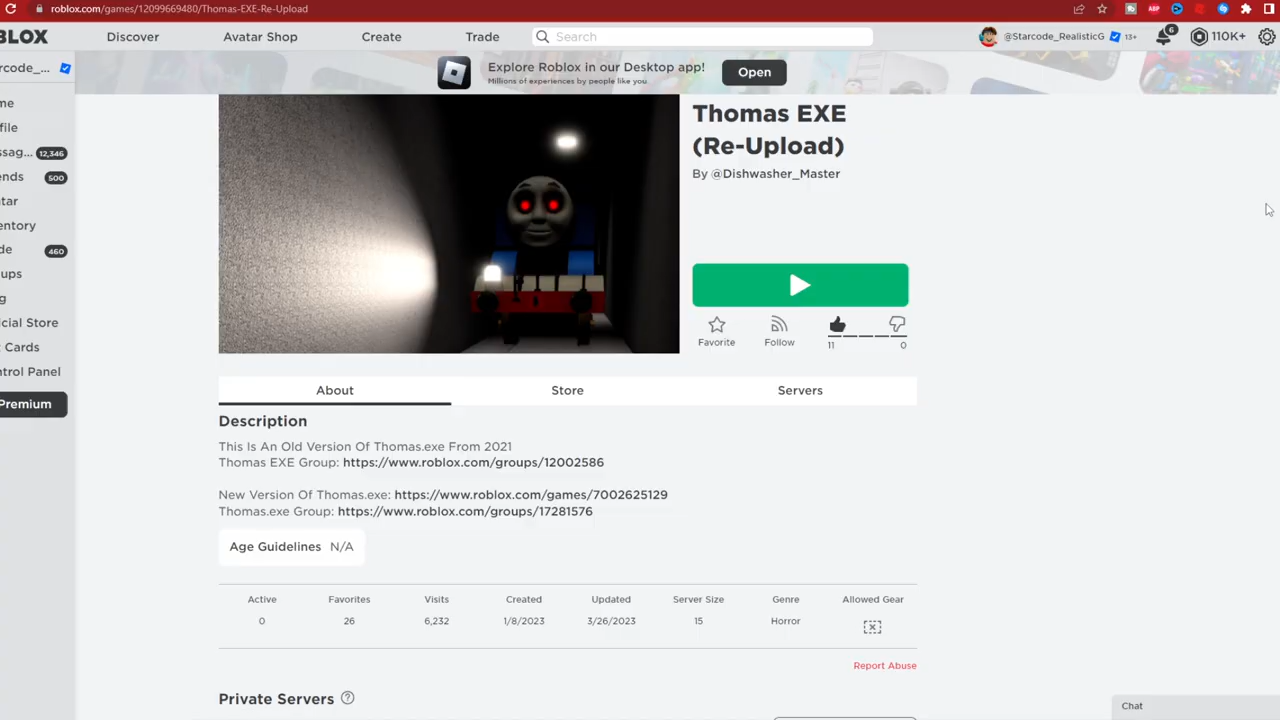 roblox.com/games/12099669480/Thomas-EXE-Re-Upload
BLOX Discover Avatar Shop Create Trade Search @Starcode_RealisticG 13+ 6 110K+
Explore Roblox in our Desktop app!
Millions of experiences by people like you.
Open
rcode_...
me
file
ssag... 12,346
ends 500
tar
entory
de 460
ups
g
icial Store
t Cards
ntrol Panel
Premium
Thomas EXE
(Re-Upload)
By @Dishwasher_Master
Favorite Follow 11 0
About Store Servers
Description
This Is An Old Version Of Thomas.exe From 2021
Thomas EXE Group: https://www.roblox.com/groups/12002586
New Version Of Thomas.exe: https://www.roblox.com/games/7002625129
Thomas.exe Group: https://www.roblox.com/groups/17281576
Age Guidelines N/A
Active Favorites Visits Created Updated Server Size Genre Allowed Gear
0 26 6,232 1/8/2023 3/26/2023 15 Horror
Report Abuse
Private Servers
Chat